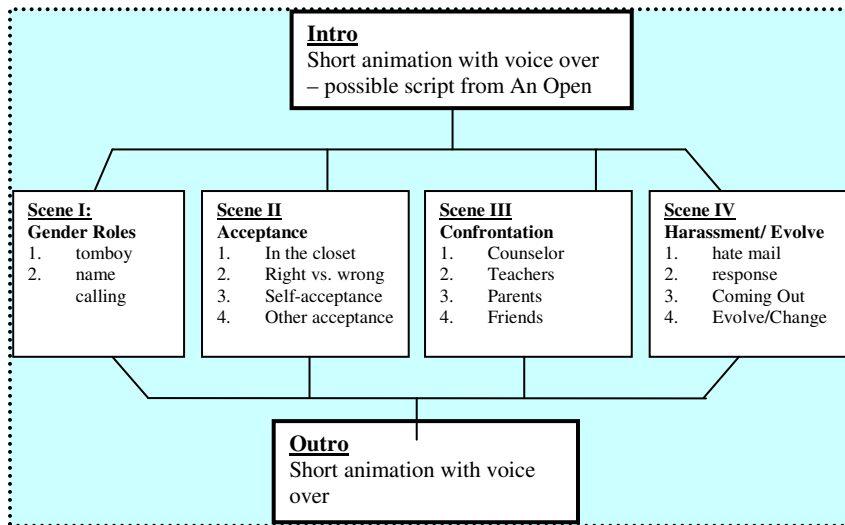 Intro
Short animation with voice over
– possible script from An Open
Scene I:
Gender Roles
1. tomboy
2. name
calling
Scene II
Acceptance
1. In the closet
2. Right vs. wrong
3. Self-acceptance
4. Other acceptance
Scene III
Confrontation
1. Counselor
2. Teachers
3. Parents
4. Friends
Scene IV
Harassment/ Evolve
1. hate mail
2. response
3. Coming Out
4. Evolve/Change
Outro
Short animation with voice
over